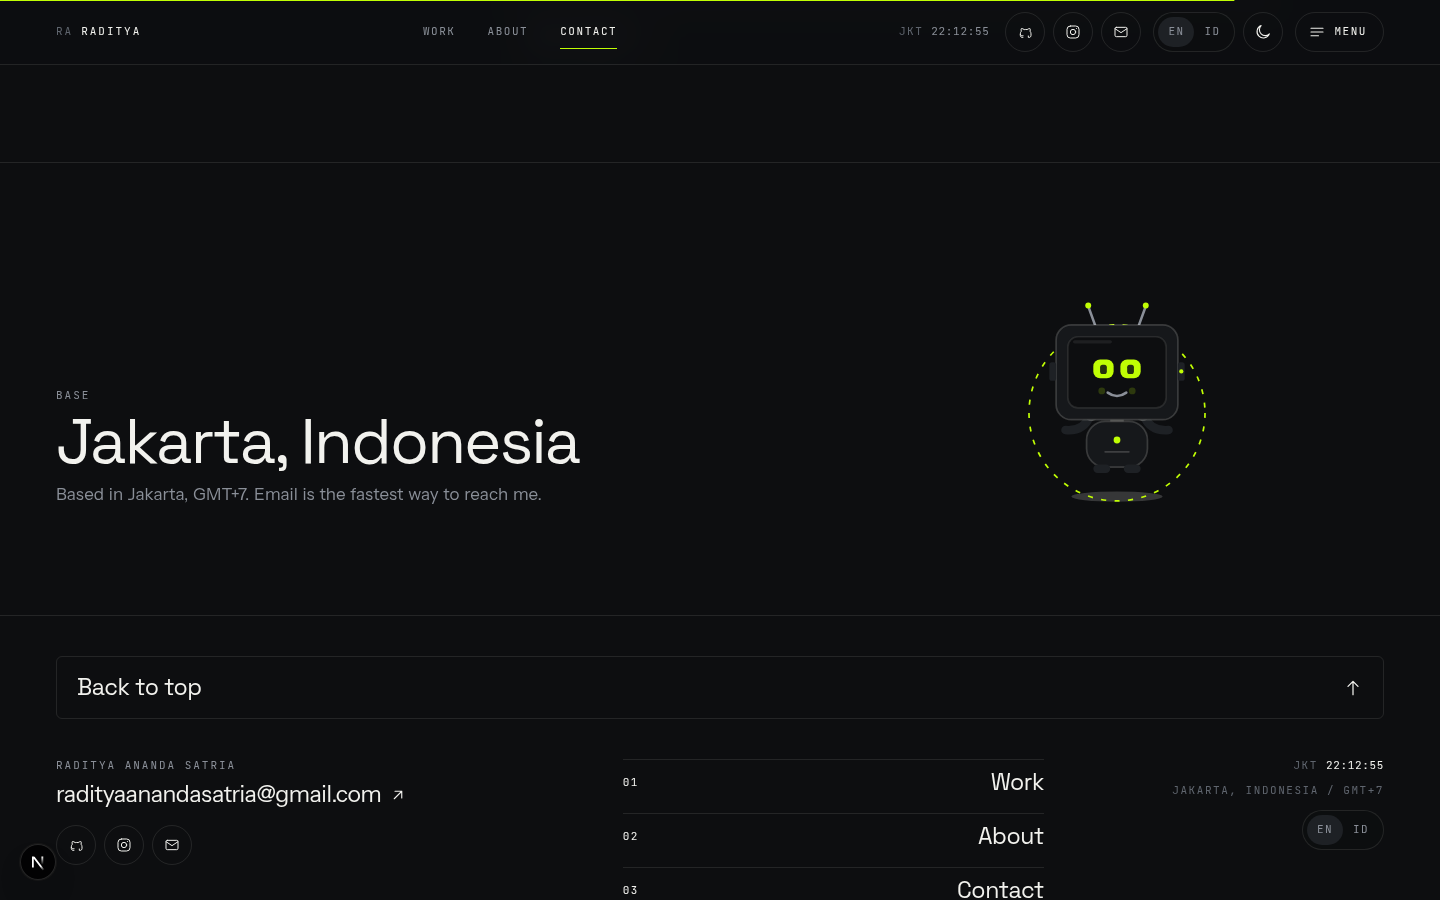 RA RADITYA
WORK ABOUT CONTACT
JKT 22:12:55
EN ID
MENU
BASE
Jakarta, Indonesia
Based in Jakarta, GMT+7. Email is the fastest way to reach me.
Back to top
RADITYA ANANDA SATRIA
radityaanandasatria@gmail.com
01 Work
02 About
03 Contact
JKT 22:12:55
JAKARTA, INDONESIA / GMT+7
EN ID
N